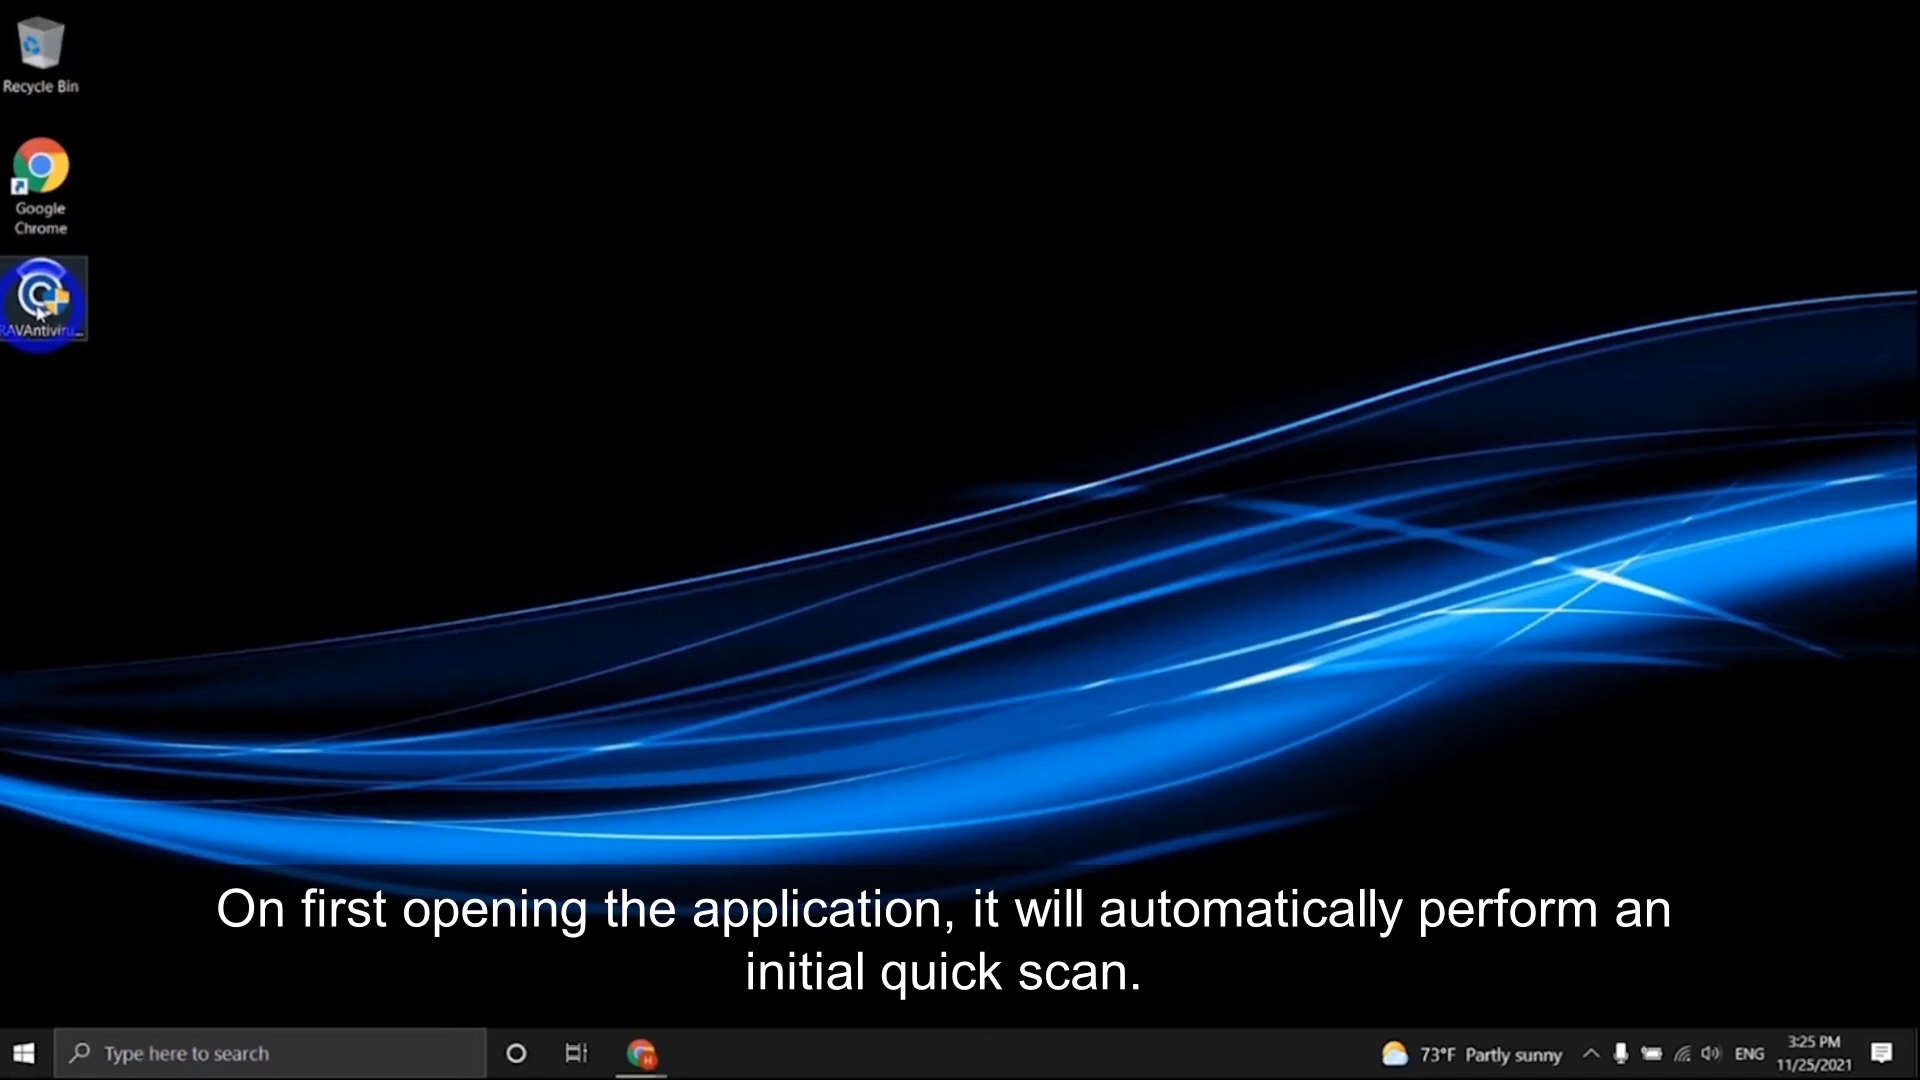 Recycle Bin
Google
Chrome
RAVAntiviru...
On first opening the application, it will automatically perform an
initial quick scan.
Type here to search
H
73°F Partly sunny
ENG
3:25 PM
11/25/2021